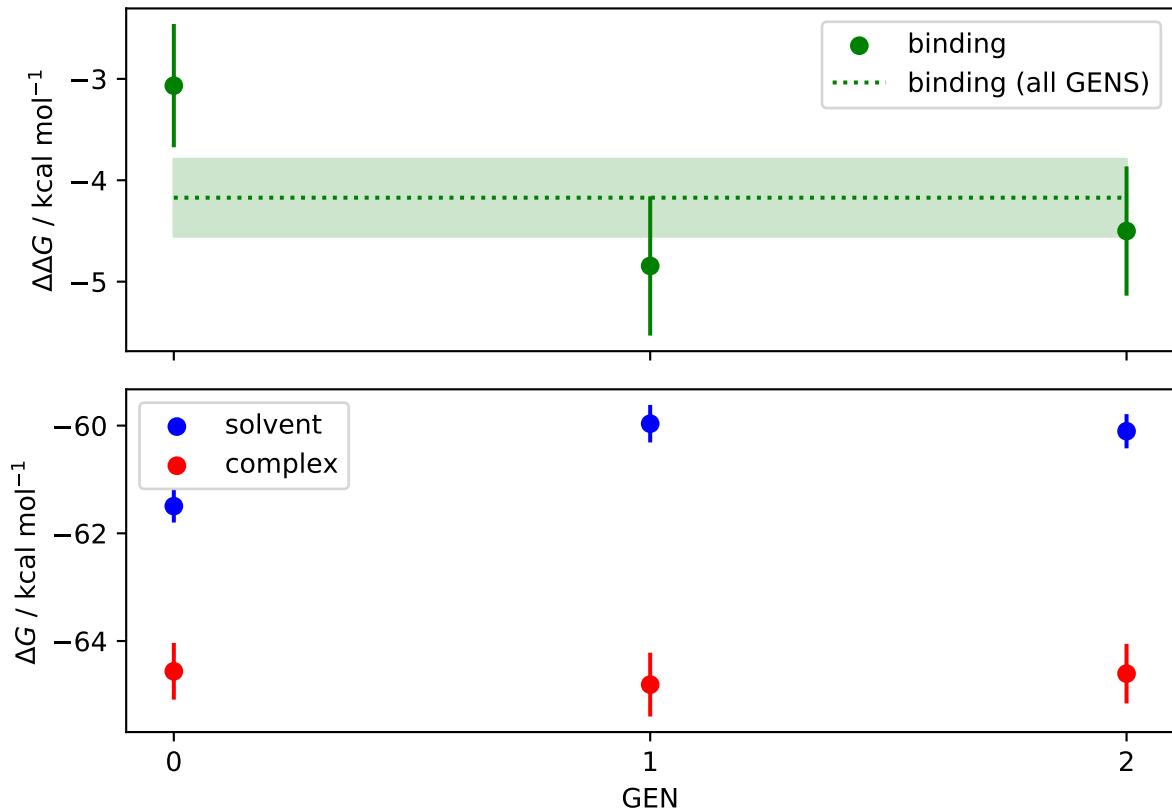 binding
binding (all GENS)
−3
−4
−5
ΔΔG / kcal mol⁻¹
solvent
complex
−60
−62
−64
ΔG / kcal mol⁻¹
0 1 2
GEN